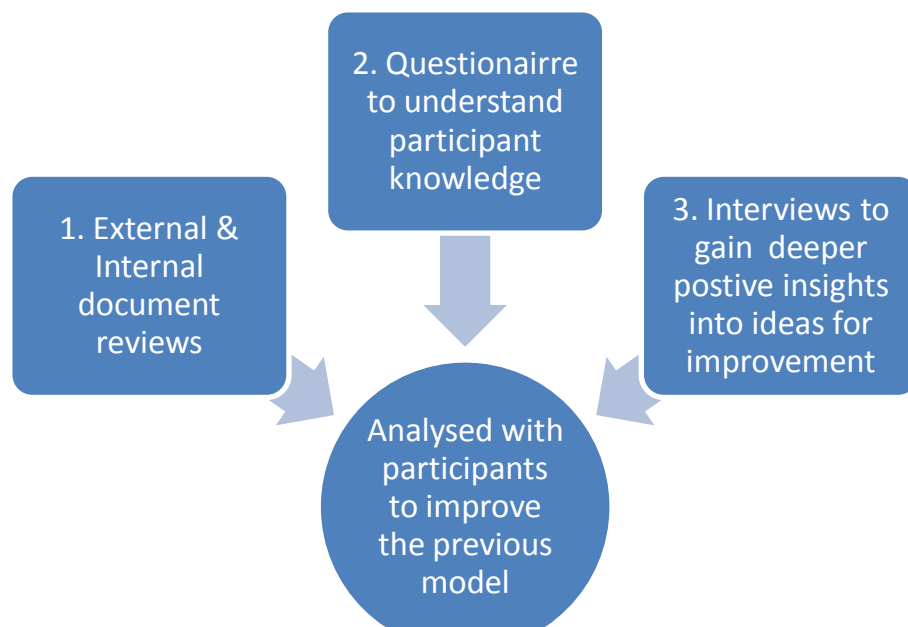 1. External &
Internal
document
reviews
2. Questionairre
to understand
participant
knowledge
3. Interviews to
gain deeper
postive insights
into ideas for
improvement
Analysed with
participants
to improve
the previous
model